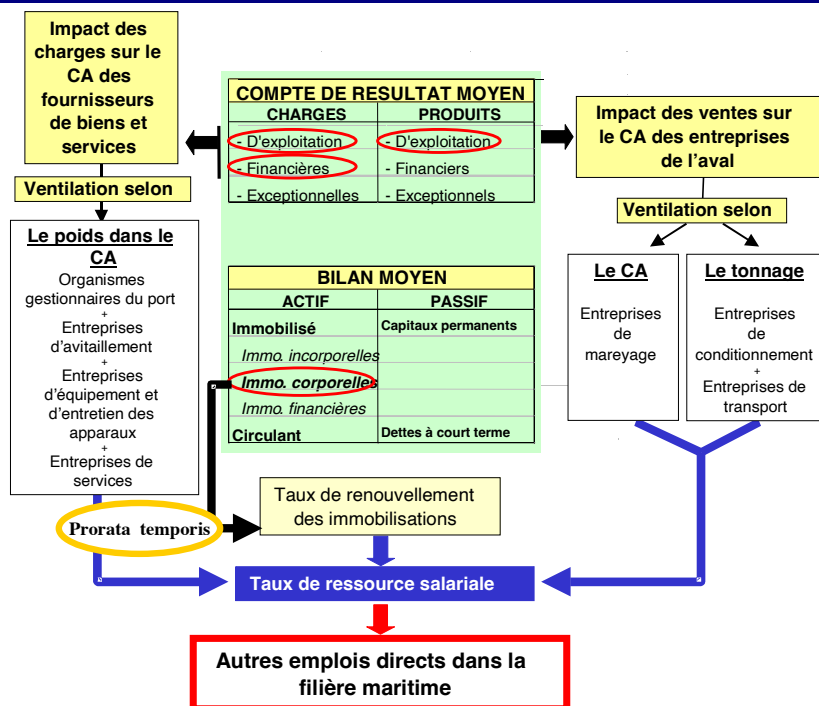 Impact des
charges sur le
CA des
fournisseurs
de biens et
services
Ventilation selon
Le poids dans le
CA
Organismes
gestionnaires du port
+
Entreprises
d'avitaillement
+
Entreprises
d'équipement et
d'entretien des
apparaux
+
Entreprises de
services
COMPTE DE RESULTAT MOYEN
CHARGES PRODUITS
- D'exploitation - D'exploitation
- Financières - Financiers
- Exceptionnelles - Exceptionnels
BILAN MOYEN
ACTIF PASSIF
Immobilisé Capitaux permanents
Immo. incorporelles
Immo. corporelles
Immo. financières
Circulant Dettes à court terme
Impact des ventes sur
le CA des entreprises
de l'aval
Ventilation selon
Le CA
Entreprises
de
mareyage
Le tonnage
Entreprises
de
conditionnement
+
Entreprises de
transport
Prorata temporis
Taux de renouvellement
des immobilisations
Taux de ressource salariale
Autres emplois directs dans la
filière maritime